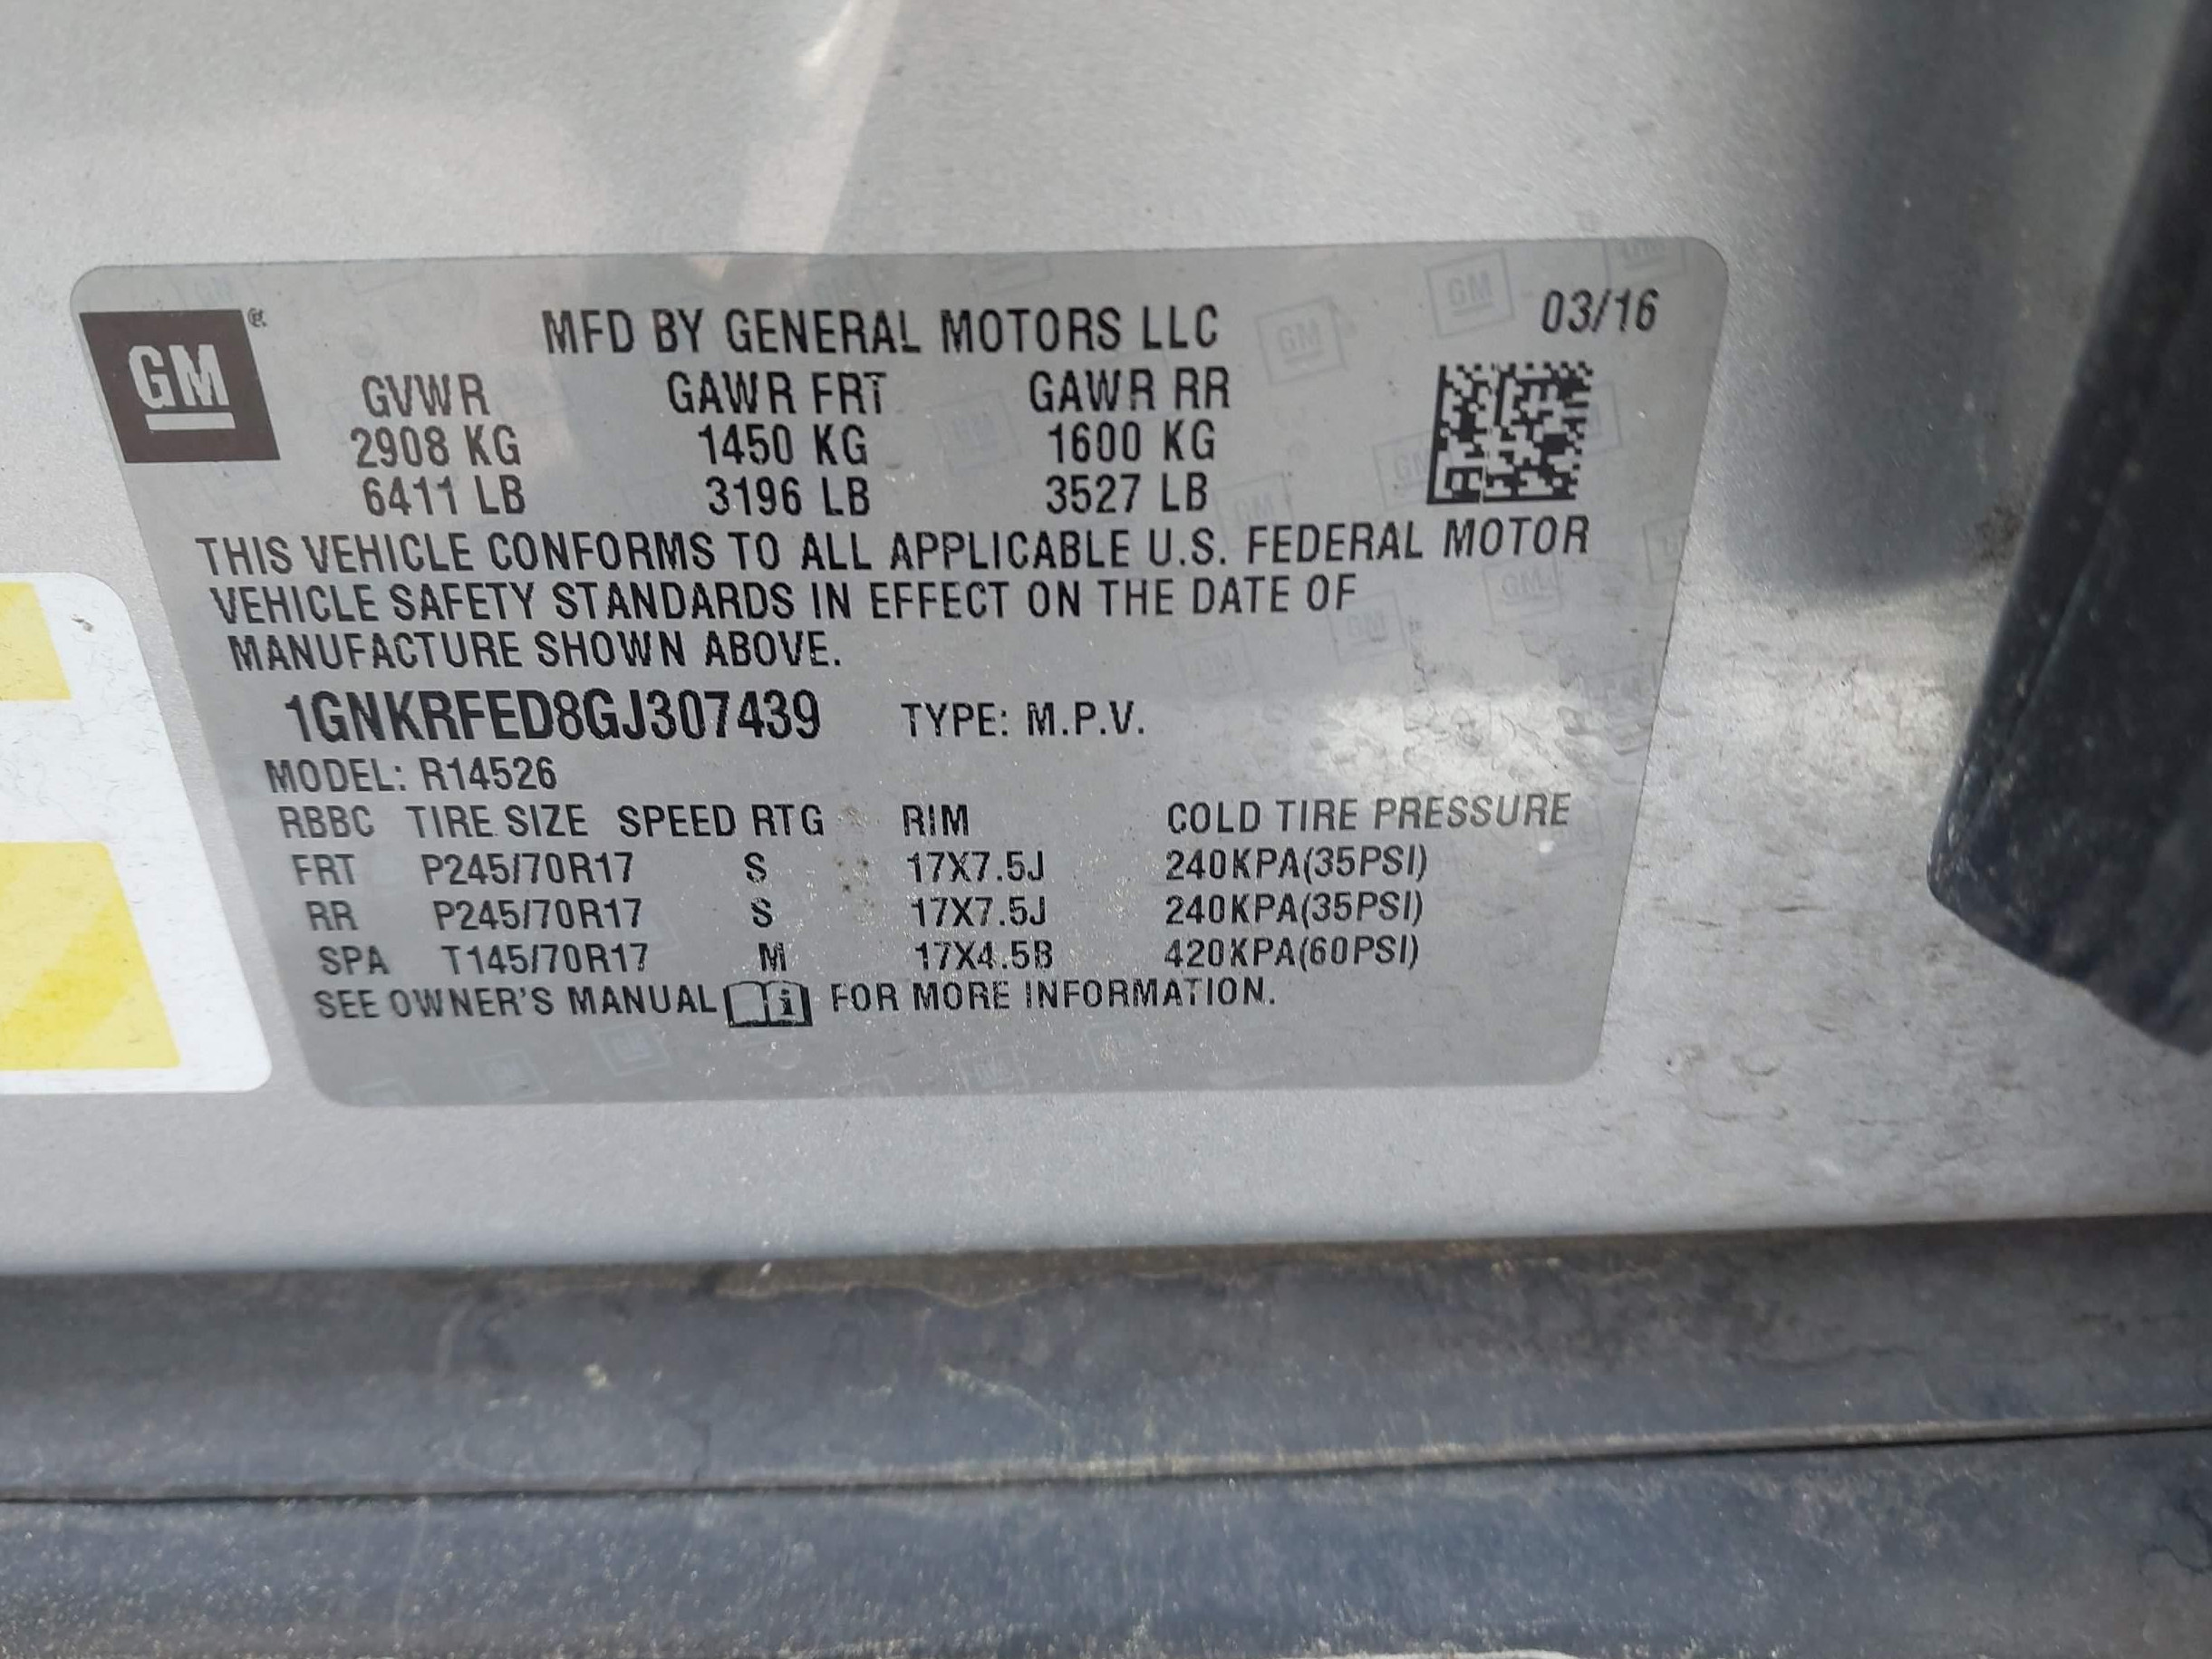 GM
MFD BY GENERAL MOTORS LLC 03/16
GVWR GAWR FRT GAWR RR
2908 KG 1450 KG 1600 KG
6411 LB 3196 LB 3527 LB
THIS VEHICLE CONFORMS TO ALL APPLICABLE U.S. FEDERAL MOTOR
VEHICLE SAFETY STANDARDS IN EFFECT ON THE DATE OF
MANUFACTURE SHOWN ABOVE.
1GNKRFED8GJ307439 TYPE: M.P.V.
MODEL: R14526
RBBC TIRE SIZE SPEED RTG RIM COLD TIRE PRESSURE
FRT P245/70R17 S 17X7.5J 240KPA(35PSI)
RR P245/70R17 S 17X7.5J 240KPA(35PSI)
SPA T145/70R17 M 17X4.5B 420KPA(60PSI)
SEE OWNER'S MANUAL FOR MORE INFORMATION.